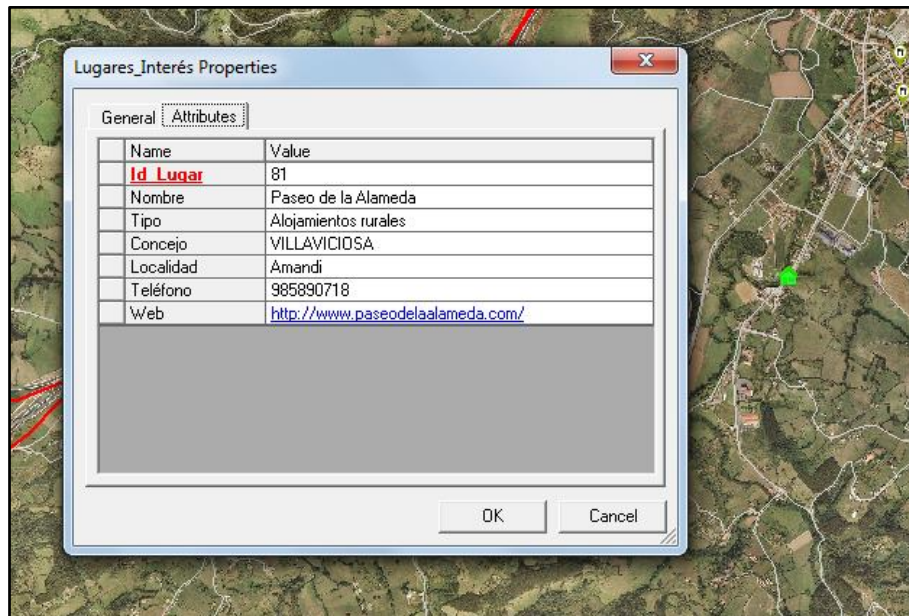 Lugares_Interés Properties
General Attributes
Name Value
Id_Lugar 81
Nombre Paseo de la Alameda
Tipo Alojamientos rurales
Concejo VILLAVICIOSA
Localidad Amandi
Teléfono 985890718
Web http://www.paseodelaalameda.com/
OK Cancel